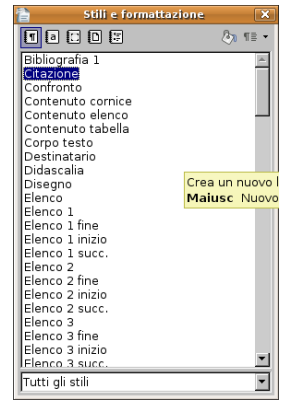 Stili e formattazione
Bibliografia 1
Citazione
Confronto
Contenuto cornice
Contenuto elenco
Contenuto tabella
Corpo testo
Destinatario
Didascalia
Disegno
Elenco
Elenco 1
Elenco 1 fine
Elenco 1 inizio
Elenco 1 succ.
Elenco 2
Elenco 2 fine
Elenco 2 inizio
Elenco 2 succ.
Elenco 3
Elenco 3 fine
Elenco 3 inizio
Elenco 3 succ.
Crea un nuovo l
Maiusc Nuovo
Tutti gli stili